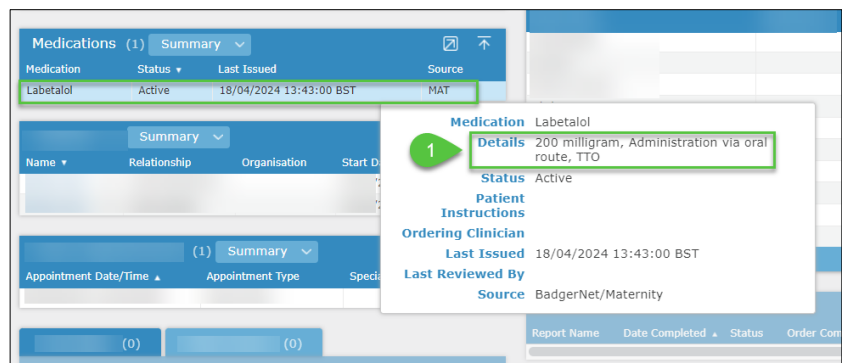 Medications (1) Summary
Medication Status Last Issued Source
Labetalol Active 18/04/2024 13:43:00 BST MAT
Summary
Name Relationship Organisation Start
(1) Summary
Appointment Date/Time Appointment Type
(0) (0)
Medication Labetalol
1
Details 200 milligram, Administration via oral
route, TTO
Status Active
Patient
Instructions
Ordering Clinician
Last Issued 18/04/2024 13:43:00 BST
Last Reviewed By
Source BadgerNet/Maternity
Report Name Date Completed Status Order